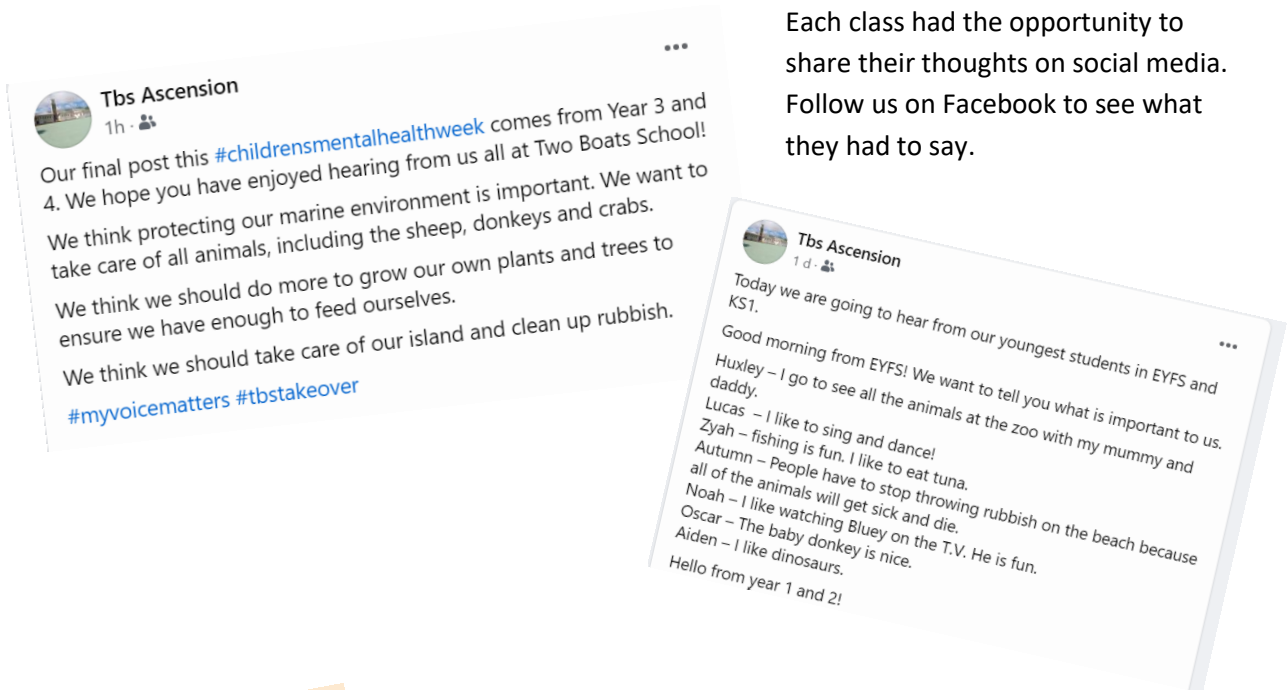 Each class had the opportunity to
share their thoughts on social media.
Follow us on Facebook to see what
they had to say.
Tbs Ascension
1h ·
Our final post this #childrensmentalhealthweek comes from Year 3 and
4. We hope you have enjoyed hearing from us all at Two Boats School!
We think protecting our marine environment is important. We want to
take care of all animals, including the sheep, donkeys and crabs.
We think we should do more to grow our own plants and trees to
ensure we have enough to feed ourselves.
We think we should take care of our island and clean up rubbish.
#myvoicematters #tbstakeover
Tbs Ascension
1 d ·
Today we are going to hear from our youngest students in EYFS and
KS1.
Good morning from EYFS! We want to tell you what is important to us.
Huxley – I go to see all the animals at the zoo with my mummy and
daddy.
Lucas – I like to sing and dance!
Zyah – fishing is fun. I like to eat tuna.
Autumn – People have to stop throwing rubbish on the beach because
all of the animals will get sick and die.
Noah – I like watching Bluey on the T.V. He is fun.
Oscar – The baby donkey is nice.
Aiden – I like dinosaurs.
Hello from year 1 and 2!